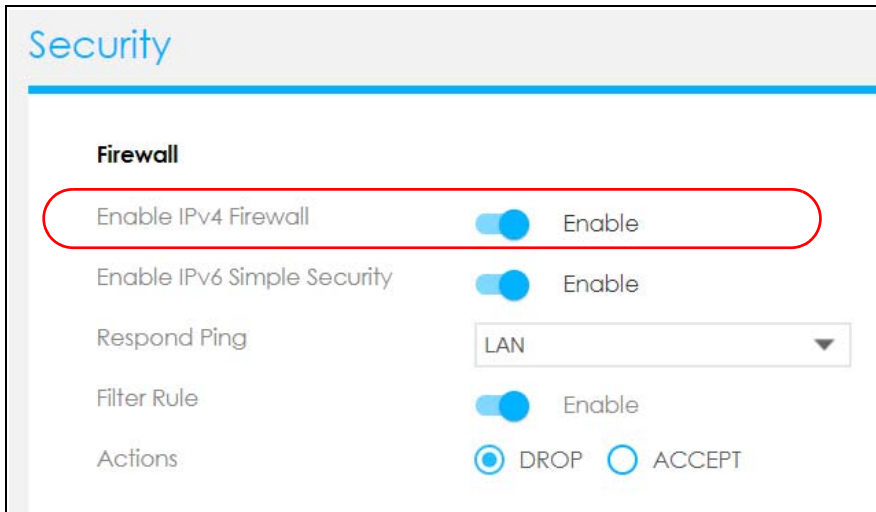 Security
Firewall
Enable IPv4 Firewall Enable
Enable IPv6 Simple Security Enable
Respond Ping LAN
Filter Rule Enable
Actions DROP ACCEPT